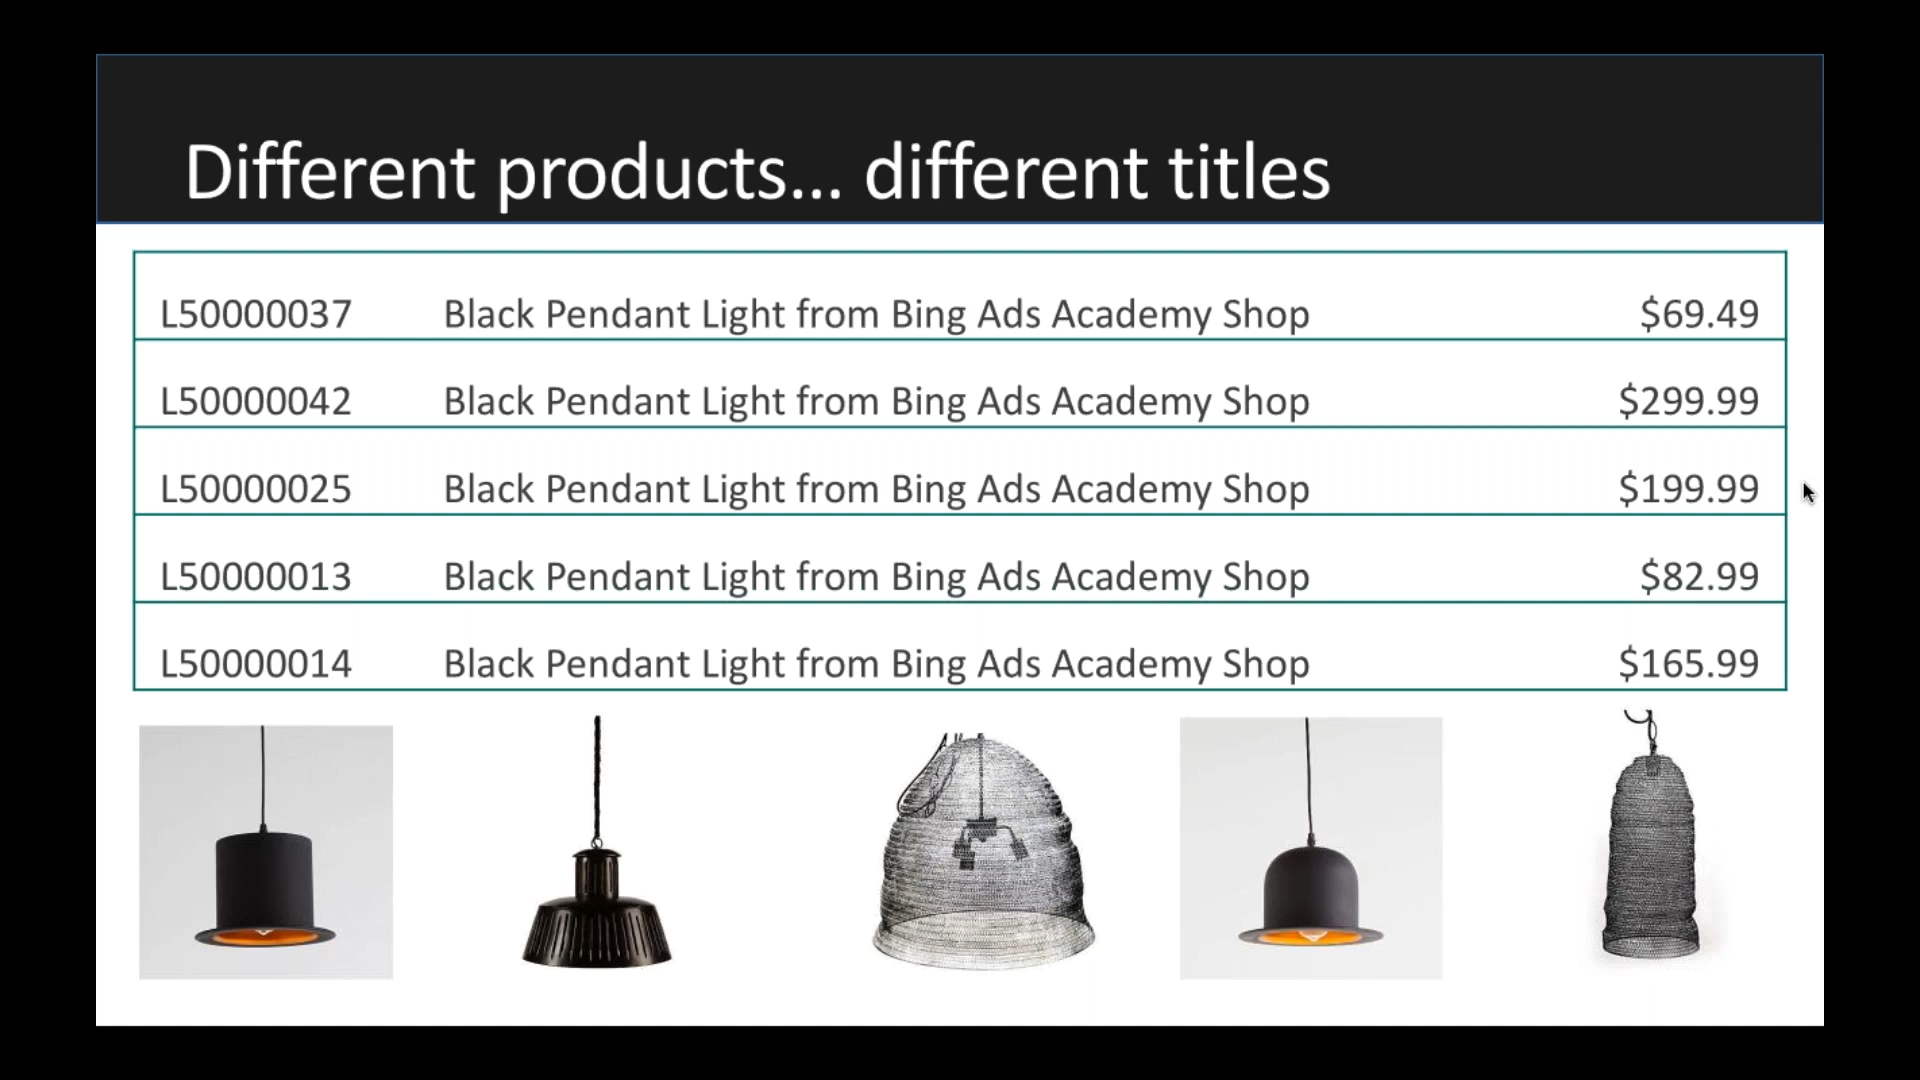 Different products... different titles
L50000037 Black Pendant Light from Bing Ads Academy Shop $69.49
L50000042 Black Pendant Light from Bing Ads Academy Shop $299.99
L50000025 Black Pendant Light from Bing Ads Academy Shop $199.99
L50000013 Black Pendant Light from Bing Ads Academy Shop $82.99
L50000014 Black Pendant Light from Bing Ads Academy Shop $165.99